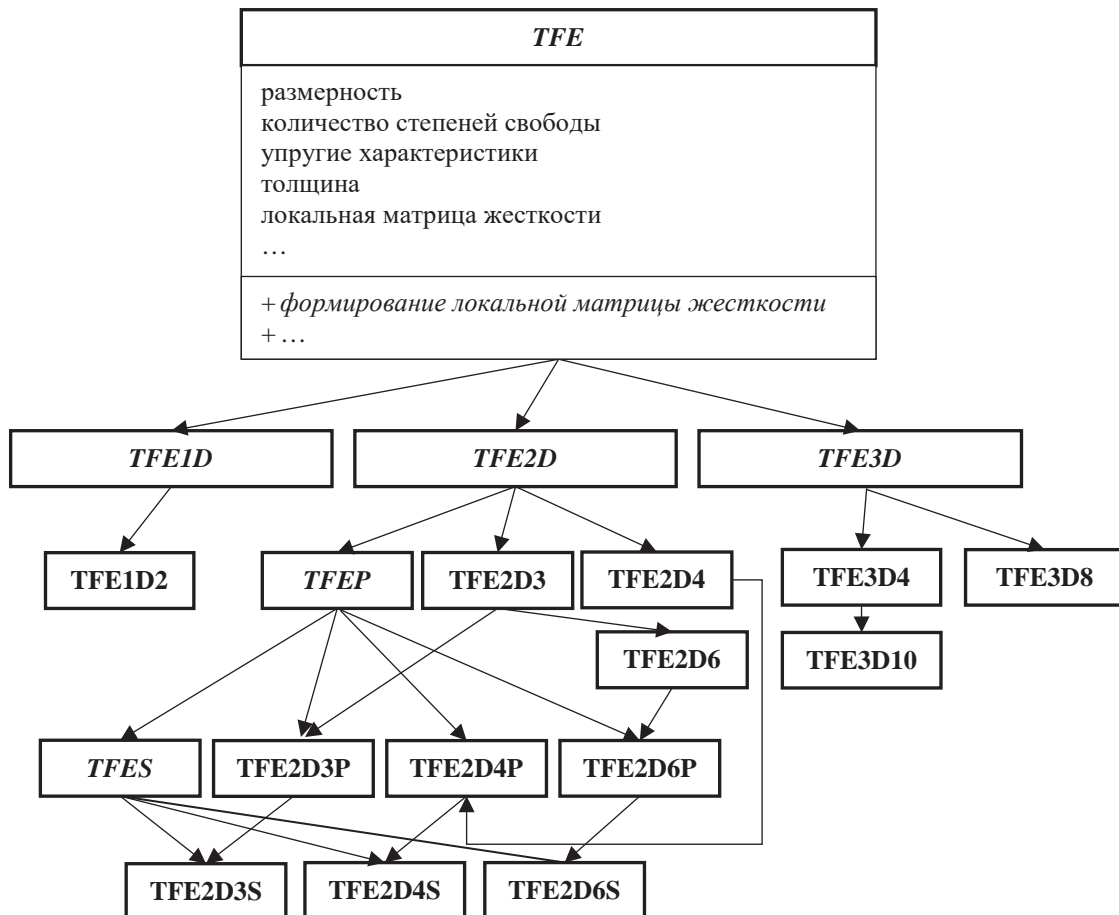 TFE
размерность
количество степеней свободы
упругие характеристики
толщина
локальная матрица жесткости
…
+ формирование локальной матрицы жесткости
+ …
TFE1D
TFE2D
TFE3D
TFE1D2
TFEP
TFE2D3
TFE2D4
TFE3D4
TFE3D8
TFE2D6
TFE3D10
TFES
TFE2D3P
TFE2D4P
TFE2D6P
TFE2D3S
TFE2D4S
TFE2D6S